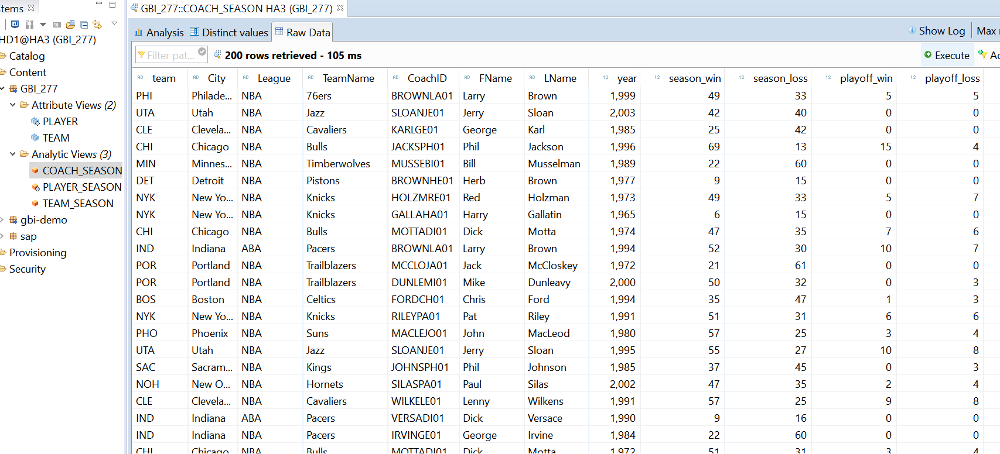 stems
GBI_277::COACH_SEASON HA3 (GBI_277)
HD1@HA3 (GBI_277)
Catalog
Content
GBI_277
Attribute Views (2)
PLAYER
TEAM
Analytic Views (3)
COACH_SEASON
PLAYER_SEASON
TEAM_SEASON
gbi-demo
sap
Provisioning
Security
Analysis Distinct values Raw Data Show Log Max
Filter pat... 200 rows retrieved - 105 ms Execute
AB team AB City AB League AB TeamName AB CoachID AB FName AB LName 12 year 12 season_win 12 season_loss 12 playoff_win 12 playoff_loss
PHI Philade... NBA 76ers BROWNLA01 Larry Brown 1,999 49 33 5 5
UTA Utah NBA Jazz SLOANJE01 Jerry Sloan 2,003 42 40 0 0
CLE Clevela... NBA Cavaliers KARLGE01 George Karl 1,985 25 42 0 0
CHI Chicago NBA Bulls JACKSPH01 Phil Jackson 1,996 69 13 15 4
MIN Minnes... NBA Timberwolves MUSSEBI01 Bill Musselman 1,989 22 60 0 0
DET Detroit NBA Pistons BROWNHE01 Herb Brown 1,977 9 15 0 0
NYK New Yo... NBA Knicks HOLZMRE01 Red Holzman 1,973 49 33 5 7
NYK New Yo... NBA Knicks GALLAHA01 Harry Gallatin 1,965 6 15 0 0
CHI Chicago NBA Bulls MOTTADI01 Dick Motta 1,974 47 35 7 6
IND Indiana ABA Pacers BROWNLA01 Larry Brown 1,994 52 30 10 7
POR Portland NBA Trailblazers MCCLOJA01 Jack McCloskey 1,972 21 61 0 0
POR Portland NBA Trailblazers DUNLEMI01 Mike Dunleavy 2,000 50 32 0 3
BOS Boston NBA Celtics FORDCH01 Chris Ford 1,994 35 47 1 3
NYK New Yo... NBA Knicks RILEYPA01 Pat Riley 1,991 51 31 6 6
PHO Phoenix NBA Suns MACLEJO01 John MacLeod 1,980 57 25 3 4
UTA Utah NBA Jazz SLOANJE01 Jerry Sloan 1,995 55 27 10 8
SAC Sacram... NBA Kings JOHNSPH01 Phil Johnson 1,985 37 45 0 3
NOH New O... NBA Hornets SILASPA01 Paul Silas 2,002 47 35 2 4
CLE Clevela... NBA Cavaliers WILKELE01 Lenny Wilkens 1,991 57 25 9 8
IND Indiana ABA Pacers VERSADI01 Dick Versace 1,990 9 16 0 0
IND Indiana NBA Pacers IRVINGE01 George Irvine 1,984 22 60 0 0
CHI Chicago NBA Bulls MOTTADI01 Dick Motta 1,972 51 31 3 4